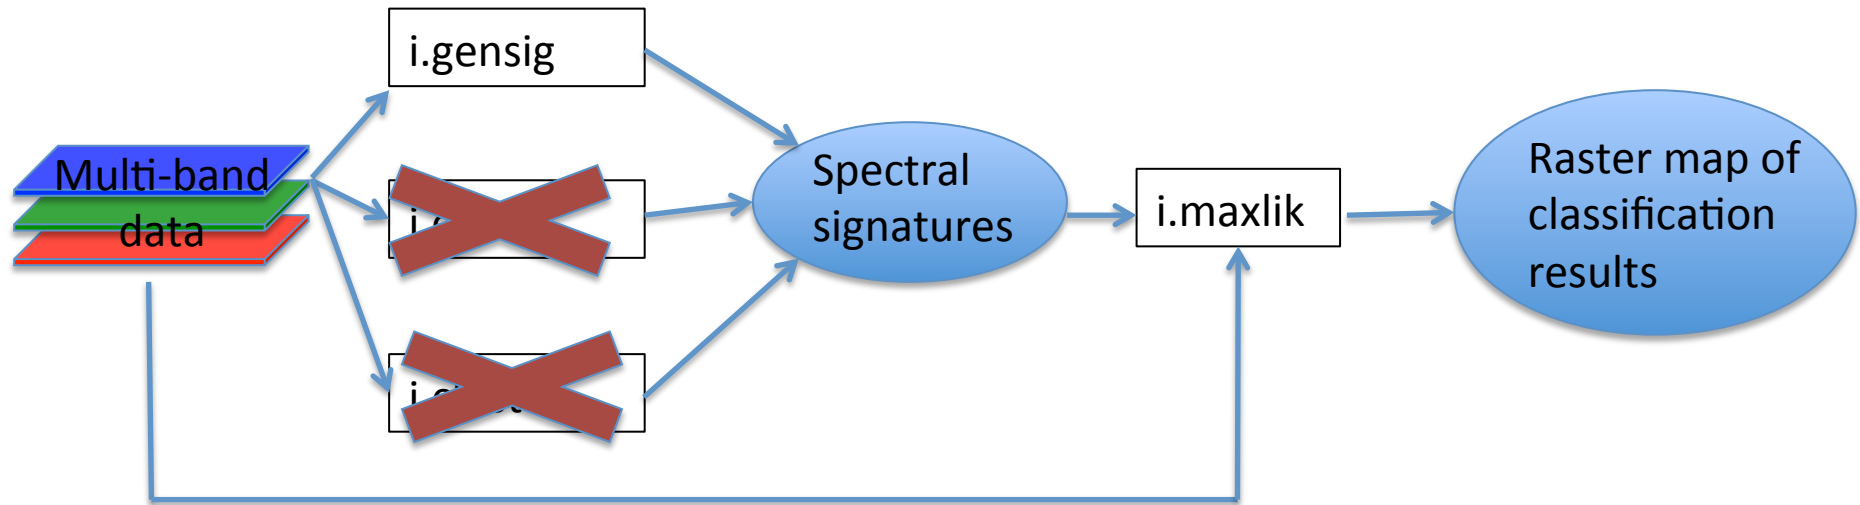 i.gensig
Multi-band
data
Spectral
signatures
i.maxlik
Raster map of
classification
results